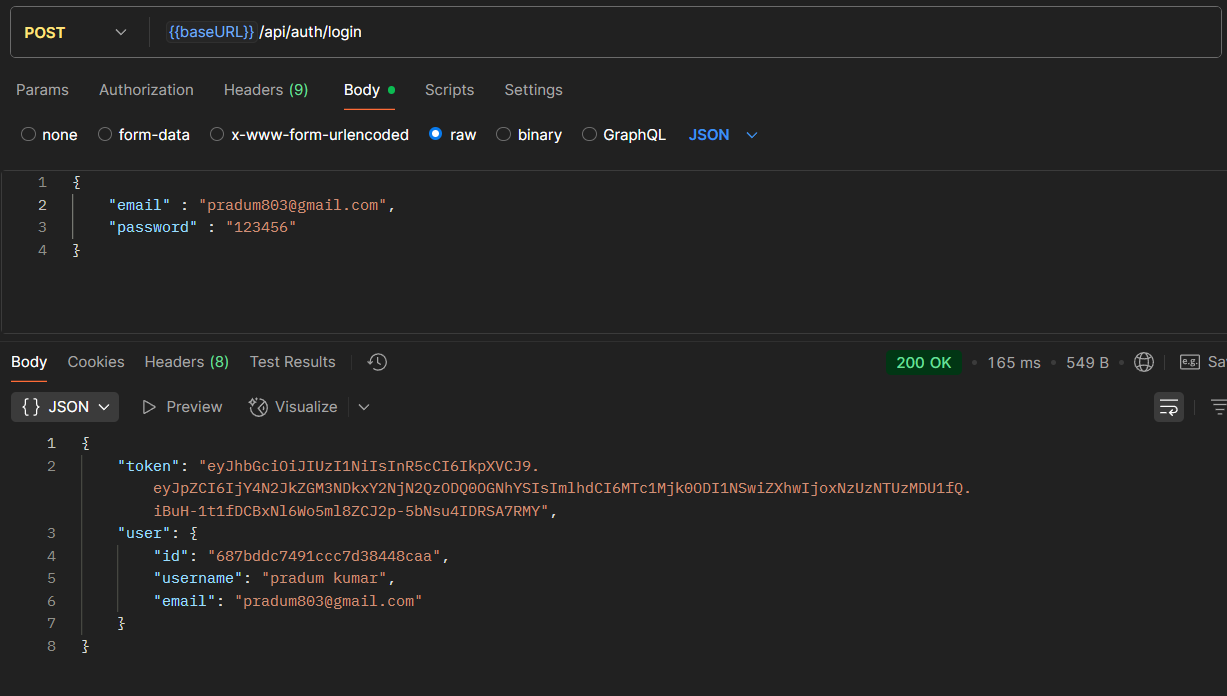 POST {{baseURL}}/api/auth/login
Params Authorization Headers (9) Body Scripts Settings
none form-data x-www-form-urlencoded raw binary GraphQL JSON
1 {
2 "email" : "pradum803@gmail.com",
3 "password" : "123456"
4 }
Body Cookies Headers (8) Test Results 200 OK 165 ms 549 B e.g. Sa
{} JSON Preview Visualize
1 {
2 "token": "eyJhbGciOiJIUzI1NiIsInR5cCI6IkpXVCJ9.
eyJpZCI6IjY4N2JkZGM3NDkxY2NjN2QzODQ0OGNhYSIsImlhdCI6MTc1Mjk0ODI1NSwiZXhwIjoxNzUzNTUzMDU1fQ.
iBuH-1t1fDCBxNl6Wo5ml8ZCJ2p-5bNsu4IDRSA7RMY",
3 "user": {
4 "id": "687bddc7491ccc7d38448caa",
5 "username": "pradum kumar",
6 "email": "pradum803@gmail.com"
7 }
8 }